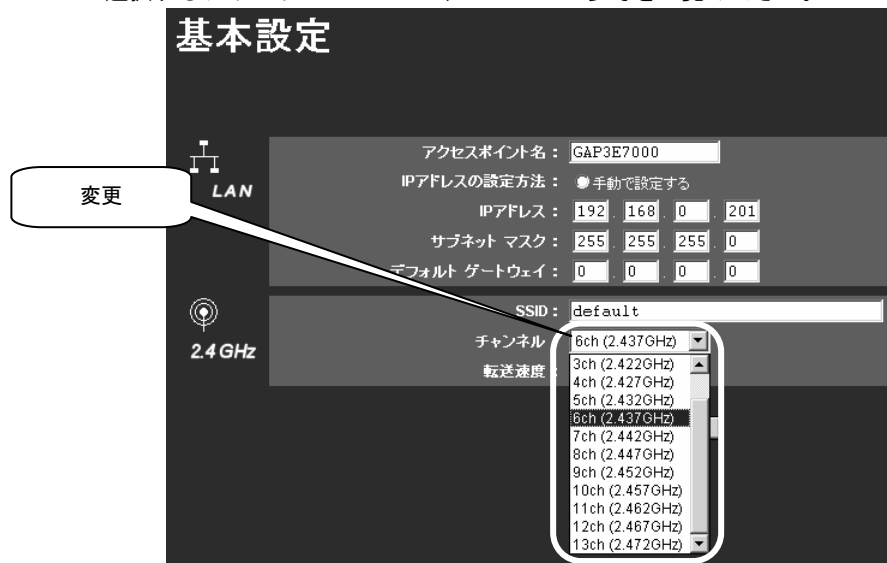 基本設定
LAN
アクセスポイント名：
GAP3E7000
IPアドレスの設定方法：
手動で設定する
IPアドレス：
192 . 168 . 0 . 201
サブネット マスク：
255 . 255 . 255 . 0
デフォルト ゲートウェイ：
0 . 0 . 0 . 0
変更
2.4 GHz
SSID：
default
チャンネル
6ch (2.437GHz)
転送速度：
3ch (2.422GHz)
4ch (2.427GHz)
5ch (2.432GHz)
6ch (2.437GHz)
7ch (2.442GHz)
8ch (2.447GHz)
9ch (2.452GHz)
10ch (2.457GHz)
11ch (2.462GHz)
12ch (2.467GHz)
13ch (2.472GHz)